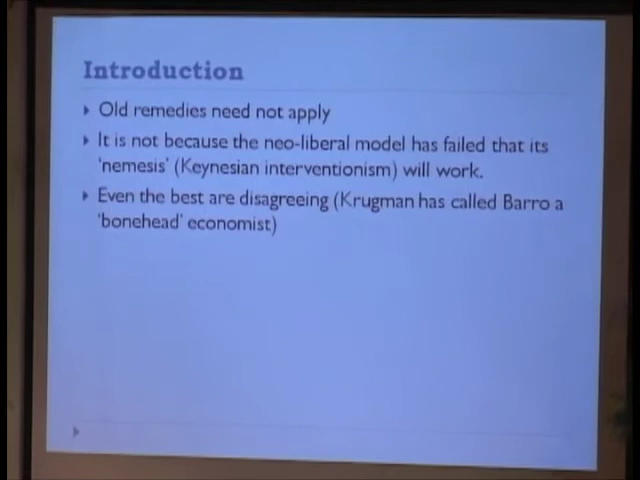 Introduction
Old remedies need not apply
It is not because the neo-liberal model has failed that its
'nemesis' (Keynesian interventionism) will work.
Even the best are disagreeing (Krugman has called Barro a
'bonehead' economist)